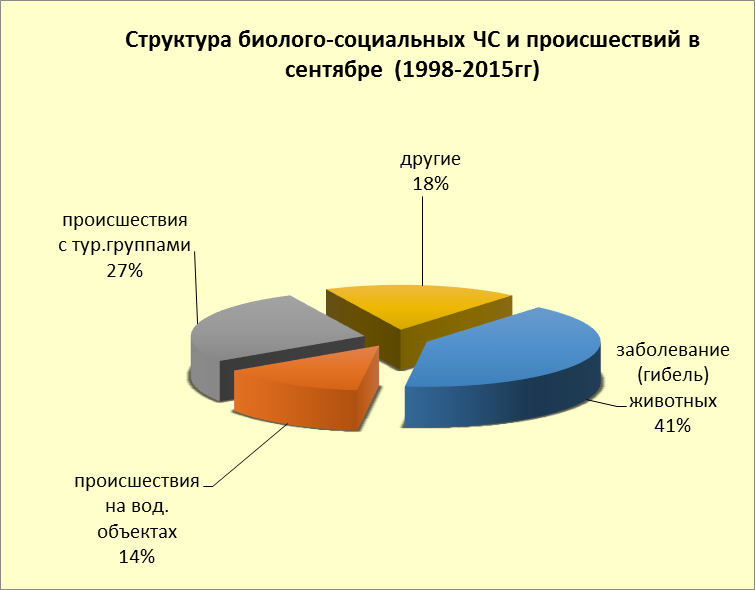 Структура биолого-социальных ЧС и происшествий в
сентябре (1998-2015гг)
другие
18%
происшествия
с тур.группами
27%
заболевание
(гибель)
животных
41%
происшествия
на вод.
объектах
14%